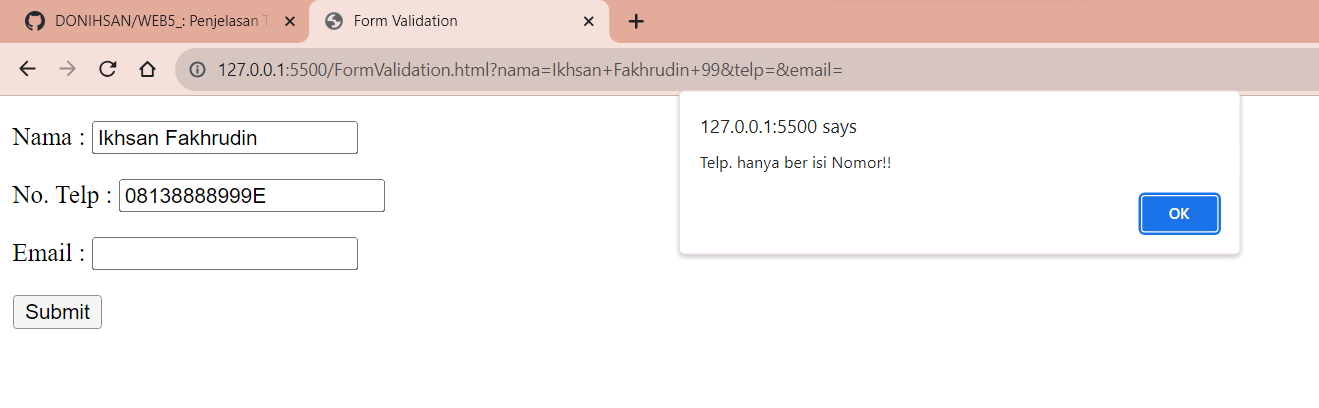 DONIHSAN/WEB5_: Penjelasan T
Form Validation
127.0.0.1:5500/FormValidation.html?nama=Ikhsan+Fakhrudin+99&telp=&email=
127.0.0.1:5500 says
Telp. hanya ber isi Nomor!!
OK
Nama : Ikhsan Fakhrudin
No. Telp : 08138888999E
Email :
Submit